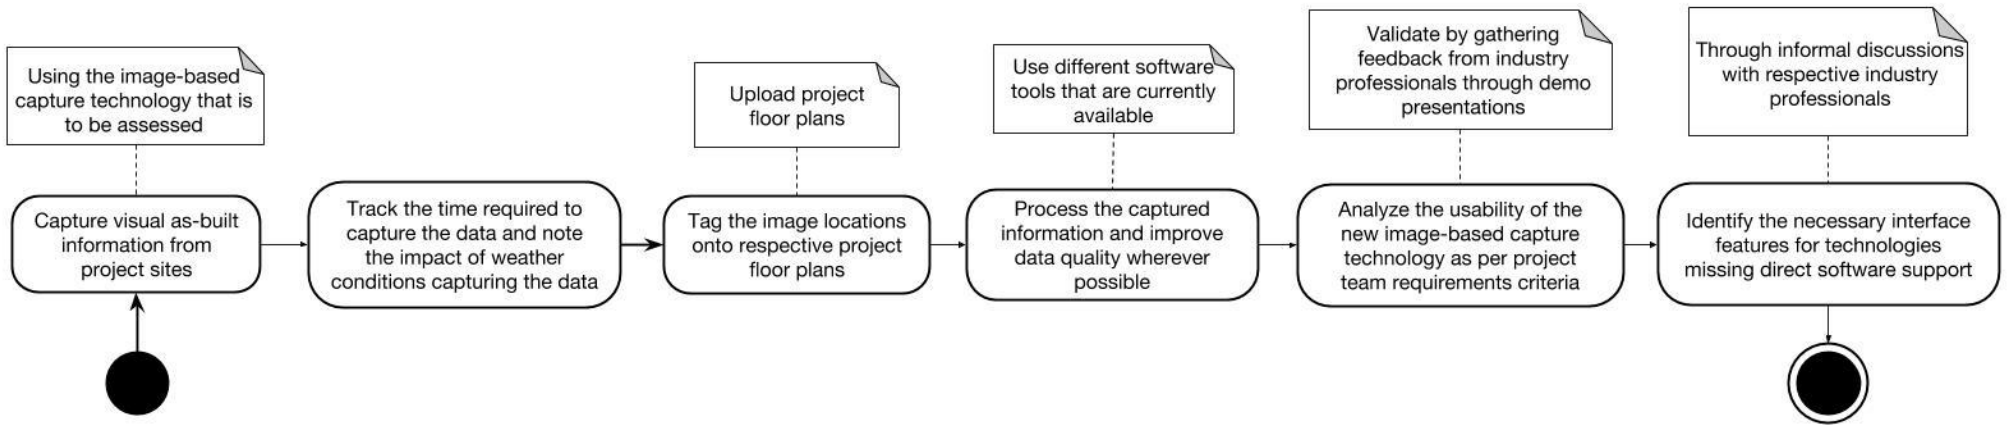 Using the image-based
capture technology that is
to be assessed
Capture visual as-built
information from
project sites
Track the time required to
capture the data and note
the impact of weather
conditions capturing the data
Upload project
floor plans
Tag the image locations
onto respective project
floor plans
Use different software
tools that are currently
available
Process the captured
information and improve
data quality wherever
possible
Validate by gathering
feedback from industry
professionals through demo
presentations
Analyze the usability of the
new image-based capture
technology as per project
team requirements criteria
Through informal discussions
with respective industry
professionals
Identify the necessary interface
features for technologies
missing direct software support